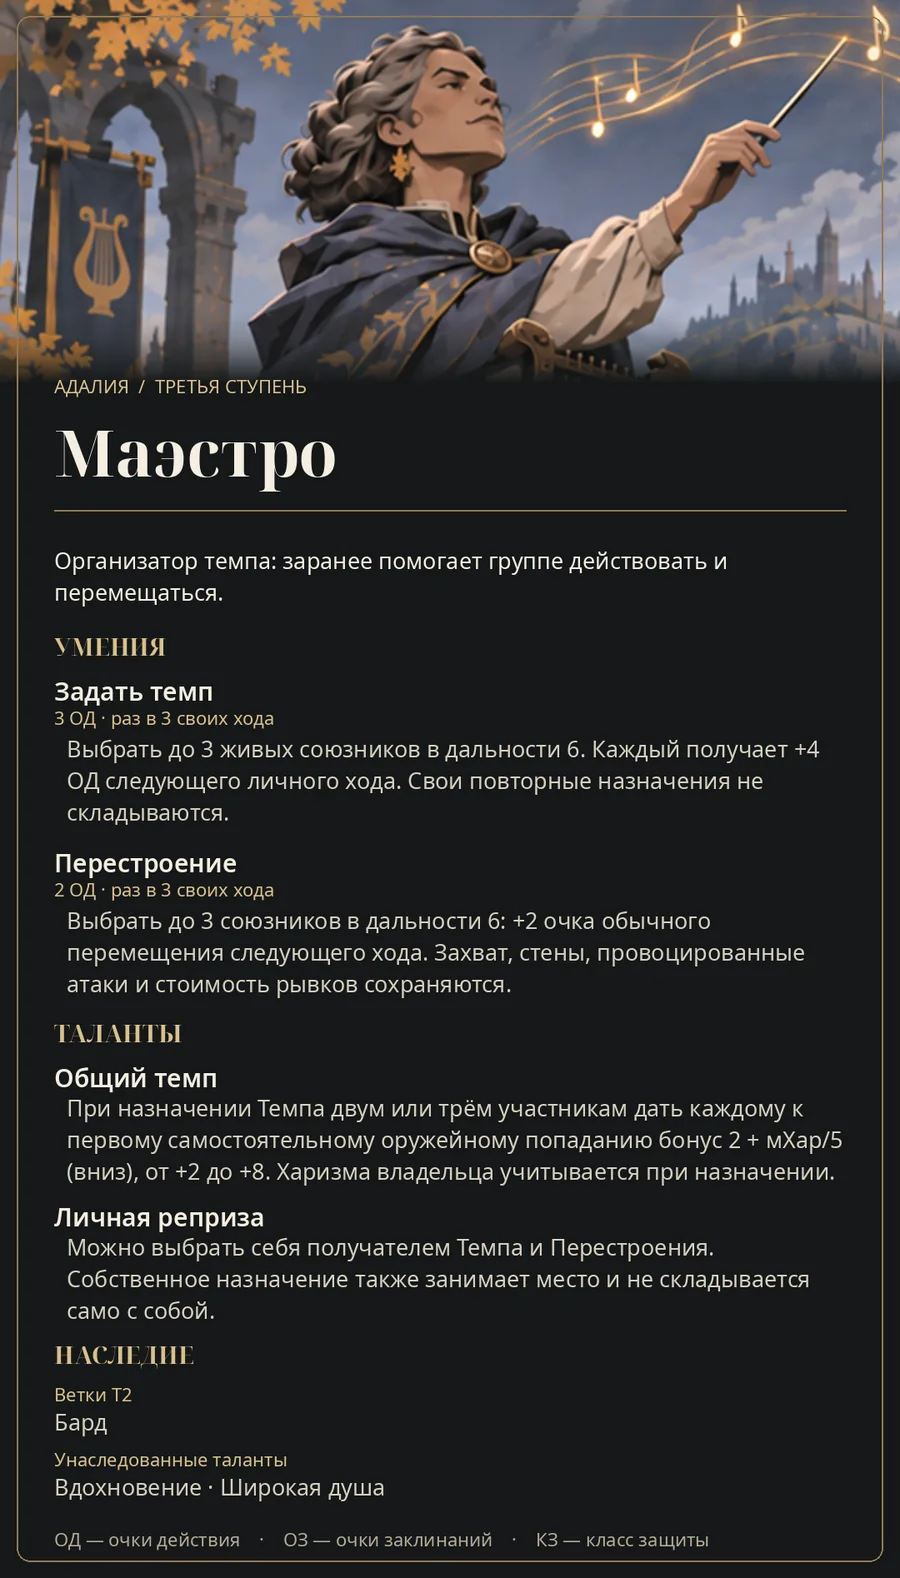 АДАЛИЯ / ТРЕТЬЯ СТУПЕНЬ
Маэстро
Организатор темпа: заранее помогает группе действовать и
перемещаться.
УМЕНИЯ
Задать темп
3 ОД · раз в 3 своих хода
Выбрать до 3 живых союзников в дальности 6. Каждый получает +4
ОД следующего личного хода. Свои повторные назначения не
складываются.
Перестроение
2 ОД · раз в 3 своих хода
Выбрать до 3 союзников в дальности 6: +2 очка обычного
перемещения следующего хода. Захват, стены, провоцированные
атаки и стоимость рывков сохраняются.
ТАЛАНТЫ
Общий темп
При назначении Темпа двум или трём участникам дать каждому к
первому самостоятельному оружейному попаданию бонус 2 + мХар/5
(вниз), от +2 до +8. Харизма владельца учитывается при назначении.
Личная реприза
Можно выбрать себя получателем Темпа и Перестроения.
Собственное назначение также занимает место и не складывается
само с собой.
НАСЛЕДИЕ
Ветки Т2
Бард
Унаследованные таланты
Вдохновение · Широкая душа
ОД — очки действия · ОЗ — очки заклинаний · КЗ — класс защиты